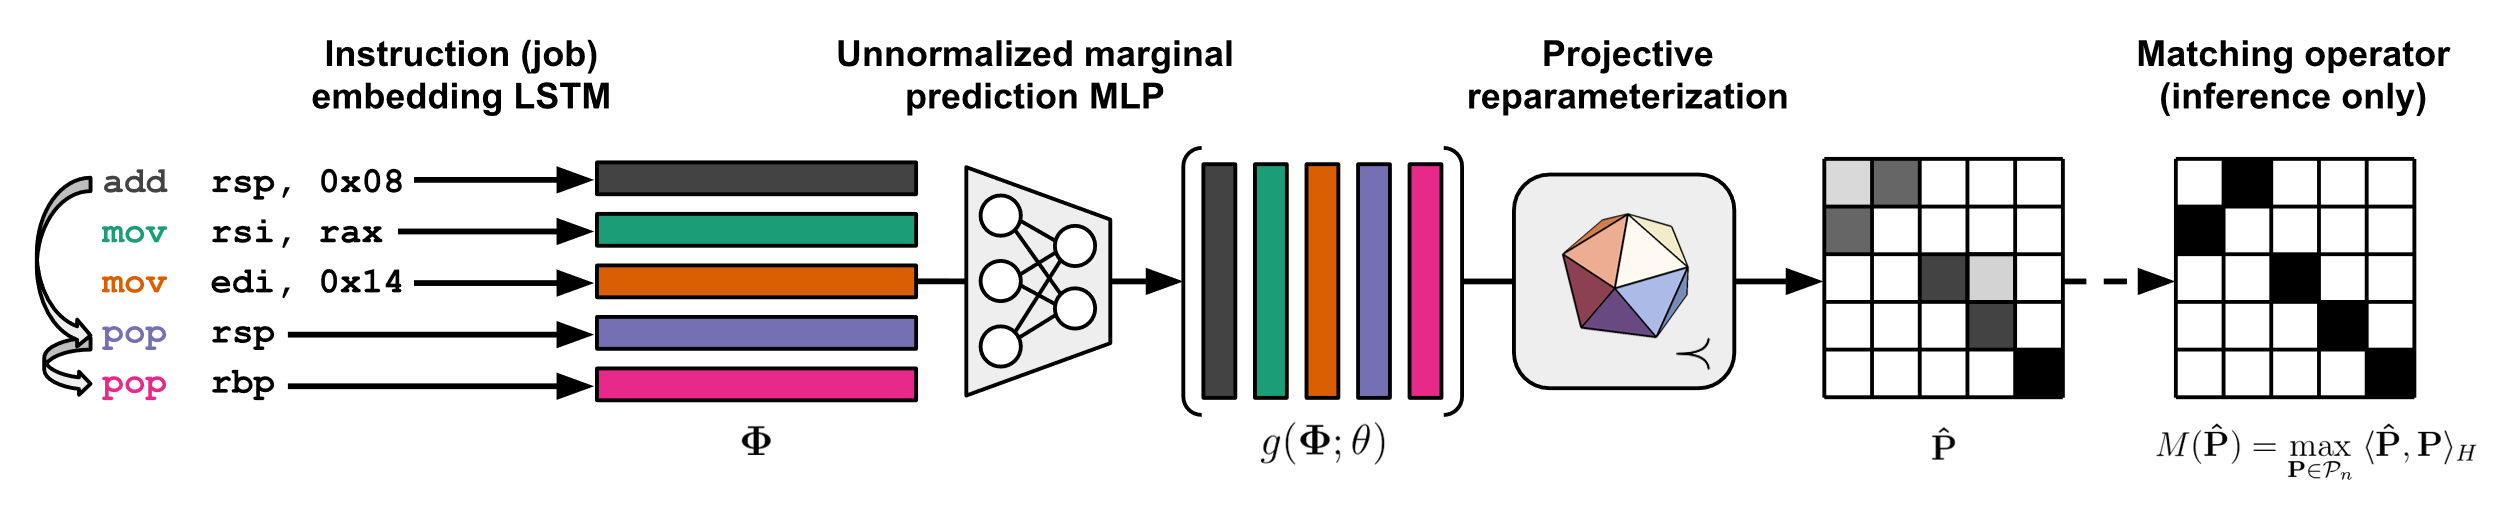 Instruction (job)
embedding LSTM
Unnormalized marginal
prediction MLP
Projective
reparameterization
Matching operator
(inference only)
add rsp, 0x08
mov rsi, rax
mov edi, 0x14
pop rsp
pop rbp
≺
Φ
g(Φ; θ)
P̂
M(P̂) = max ⟨P̂, P⟩_H
P∈𝒫_n